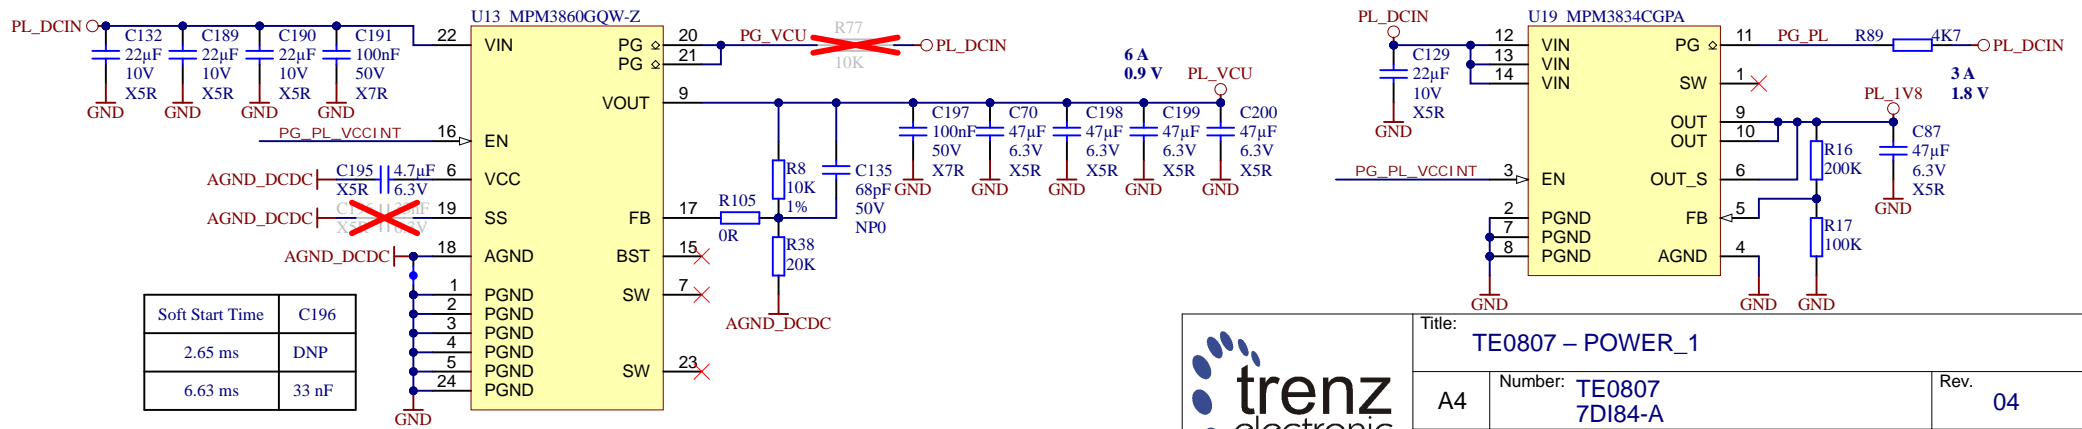 U13 MPM3860GQW-Z
PL_DCIN
C132
22µF
10V
X5R
GND
C189
22µF
10V
X5R
GND
C190
22µF
10V
X5R
GND
C191
100nF
50V
X7R
GND
22 VIN
PG 20
PG 21
PG_VCU
R77
10K
PL_DCIN
VOUT 9
6 A
0.9 V
PL_VCU
PG_PL_VCCINT
16 EN
AGND_DCDC
C195
X5R
4.7µF
6.3V
6 VCC
AGND_DCDC
19 SS
FB 17
R105
0R
R8
10K
1%
C135
68pF
50V
NP0
R38
20K
AGND_DCDC
C197
100nF
50V
X7R
GND
C70
47µF
6.3V
X5R
GND
C198
47µF
6.3V
X5R
GND
C199
47µF
6.3V
X5R
GND
C200
47µF
6.3V
X5R
GND
AGND_DCDC
18 AGND
BST 15
1 PGND
SW 7
2 PGND
3 PGND
4 PGND
5 PGND
SW 23
24 PGND
GND
Soft Start Time C196
2.65 ms DNP
6.63 ms 33 nF
U19 MPM3834CGPA
PL_DCIN
C129
22µF
10V
X5R
GND
12 VIN
13 VIN
14 VIN
PG 11
PG_PL
R89
4K7
PL_DCIN
SW 1
3 A
1.8 V
PL_1V8
OUT 9
OUT 10
OUT_S 6
R16
200K
C87
47µF
6.3V
X5R
GND
PG_PL_VCCINT
3 EN
2 PGND
7 PGND
8 PGND
GND
FB 5
R17
100K
AGND 4
GND
GND
trenz
electronic
Title:
TE0807 – POWER_1
A4
Number: TE0807
7DI84-A
Rev.
04